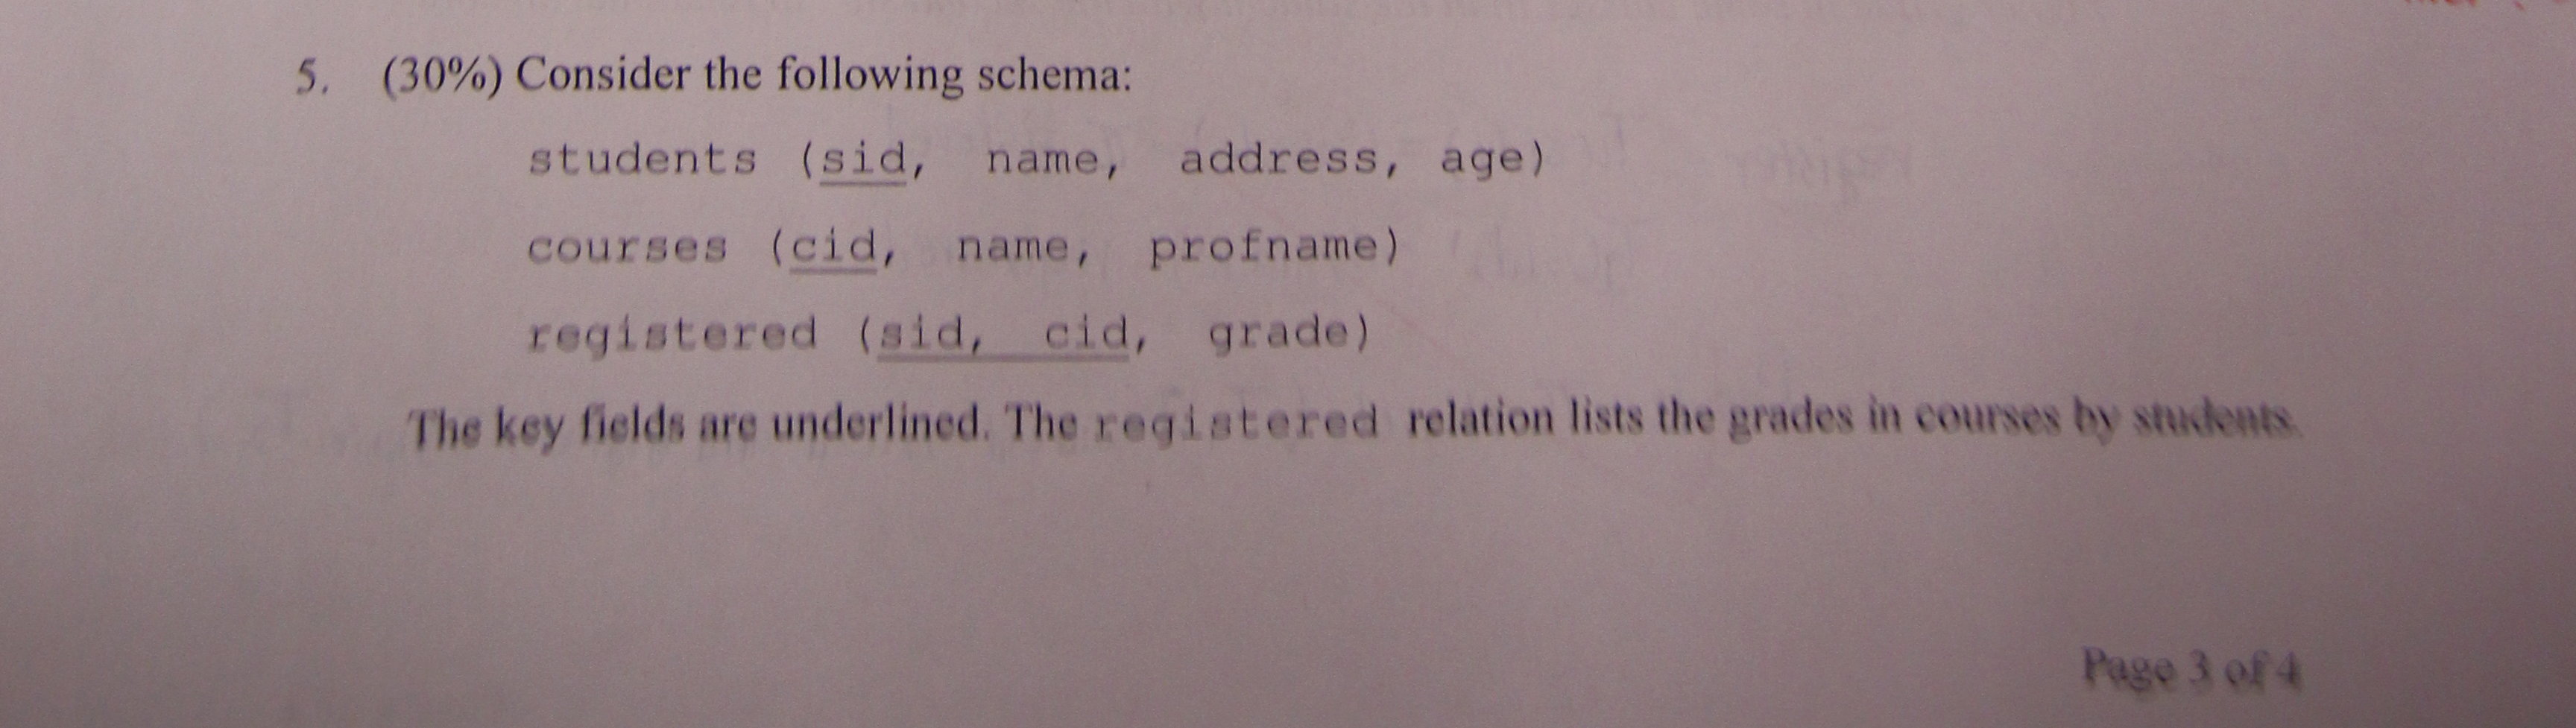 5. (30%) Consider the following schema:
students (sid, name, address, age)
courses (cid, name, profname)
registered (sid, cid, grade)
The key fields are underlined. The registered relation lists the grades in courses by students.
Page 3 of 4